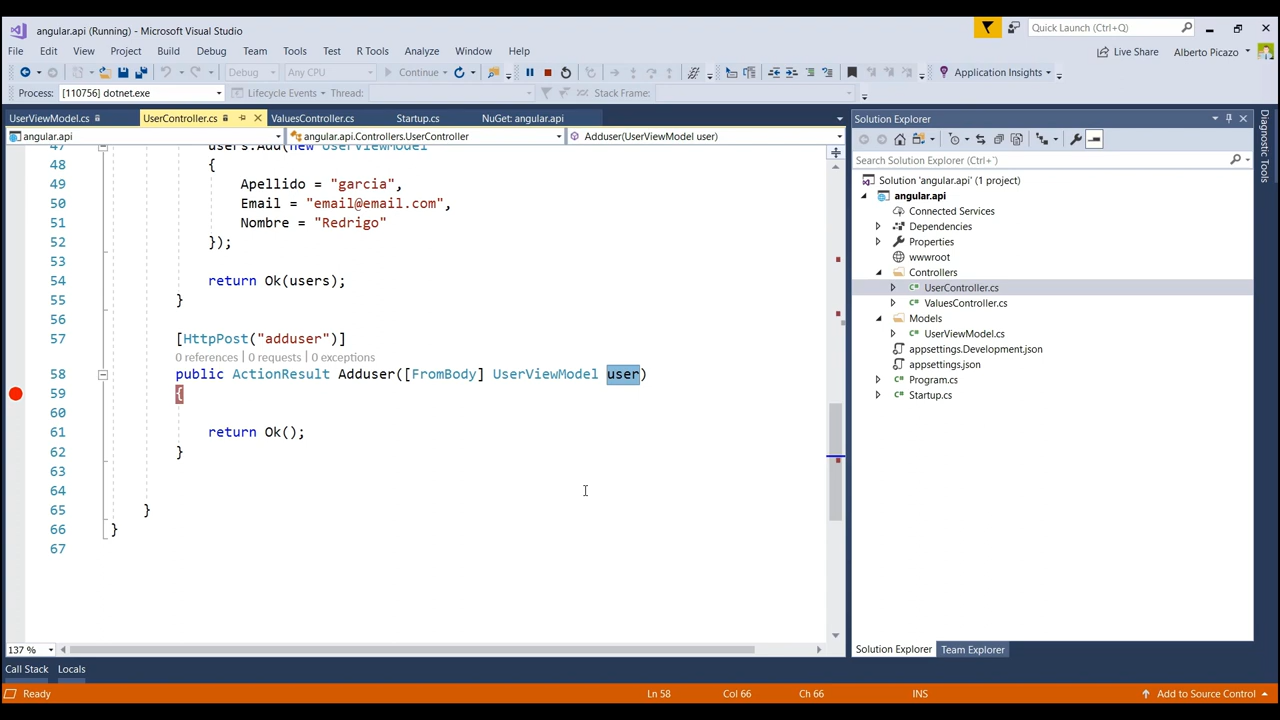 angular.api (Running) - Microsoft Visual Studio
Quick Launch (Ctrl+Q)
File Edit View Project Build Debug Team Tools Test R Tools Analyze Window Help
Live Share
Alberto Picazo
Debug Any CPU Continue Application Insights
Process: [110756] dotnet.exe Lifecycle Events Thread: Stack Frame:
UserViewModel.cs UserController.cs ValuesController.cs Startup.cs NuGet: angular.api
angular.api angular.api.Controllers.UserController Adduser(UserViewModel user)
47 users.Add(new UserViewModel
48 {
49 Apellido = "garcia",
50 Email = "email@email.com",
51 Nombre = "Redrigo"
52 });
53
54 return Ok(users);
55 }
56
57 [HttpPost("adduser")]
0 references | 0 requests | 0 exceptions
58 public ActionResult Adduser([FromBody] UserViewModel user)
59 {
60
61 return Ok();
62 }
63
64
65 }
66 }
67
137 %
Solution Explorer
Search Solution Explorer (Ctrl+¨)
Solution 'angular.api' (1 project)
angular.api
Connected Services
Dependencies
Properties
wwwroot
Controllers
UserController.cs
ValuesController.cs
Models
UserViewModel.cs
appsettings.Development.json
appsettings.json
Program.cs
Startup.cs
Solution Explorer Team Explorer
Diagnostic Tools
Call Stack Locals
Ready Ln 58 Col 66 Ch 66 INS Add to Source Control